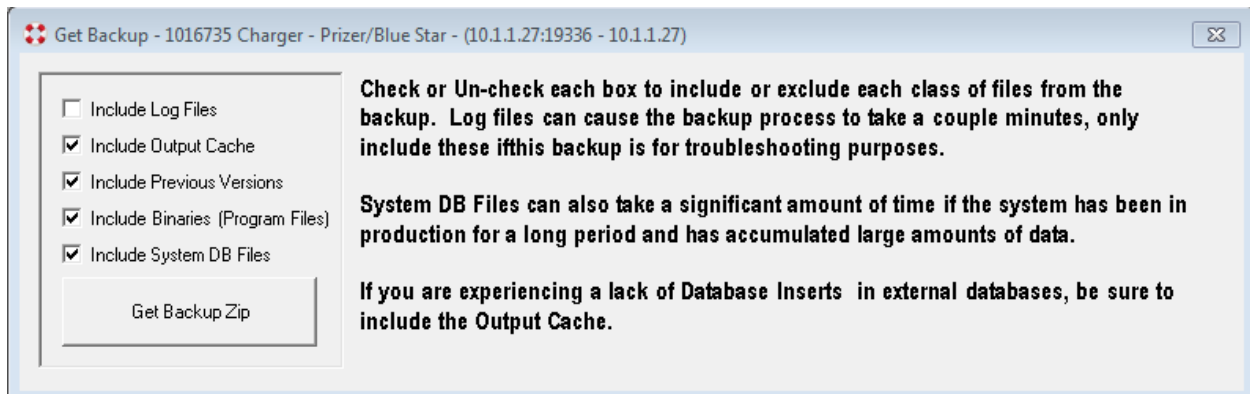 Get Backup - 1016735 Charger - Prizer/Blue Star - (10.1.1.27:19336 - 10.1.1.27)
Include Log Files
Include Output Cache
Include Previous Versions
Include Binaries (Program Files)
Include System DB Files
Get Backup Zip
Check or Un-check each box to include or exclude each class of files from the
backup. Log files can cause the backup process to take a couple minutes, only
include these ifthis backup is for troubleshooting purposes.
System DB Files can also take a significant amount of time if the system has been in
production for a long period and has accumulated large amounts of data.
If you are experiencing a lack of Database Inserts in external databases, be sure to
include the Output Cache.